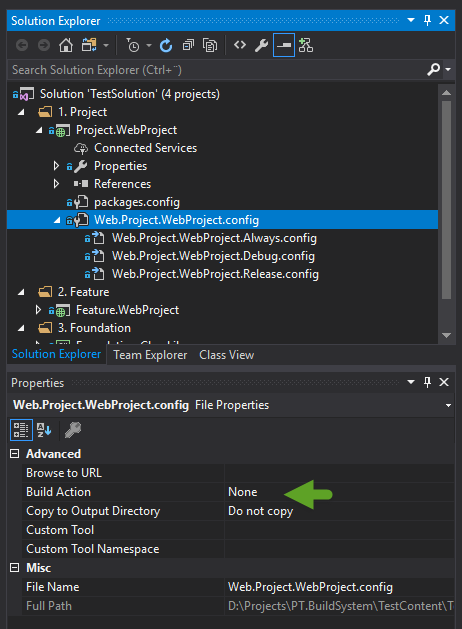 Solution Explorer
Search Solution Explorer (Ctrl+¨)
Solution 'TestSolution' (4 projects)
1. Project
Project.WebProject
Connected Services
Properties
References
packages.config
Web.Project.WebProject.config
Web.Project.WebProject.Always.config
Web.Project.WebProject.Debug.config
Web.Project.WebProject.Release.config
2. Feature
Feature.WebProject
3. Foundation
Solution Explorer Team Explorer Class View
Properties
Web.Project.WebProject.config File Properties
Advanced
Browse to URL
Build Action None
Copy to Output Directory Do not copy
Custom Tool
Custom Tool Namespace
Misc
File Name Web.Project.WebProject.config
Full Path D:\Projects\PT.BuildSystem\TestContent\T